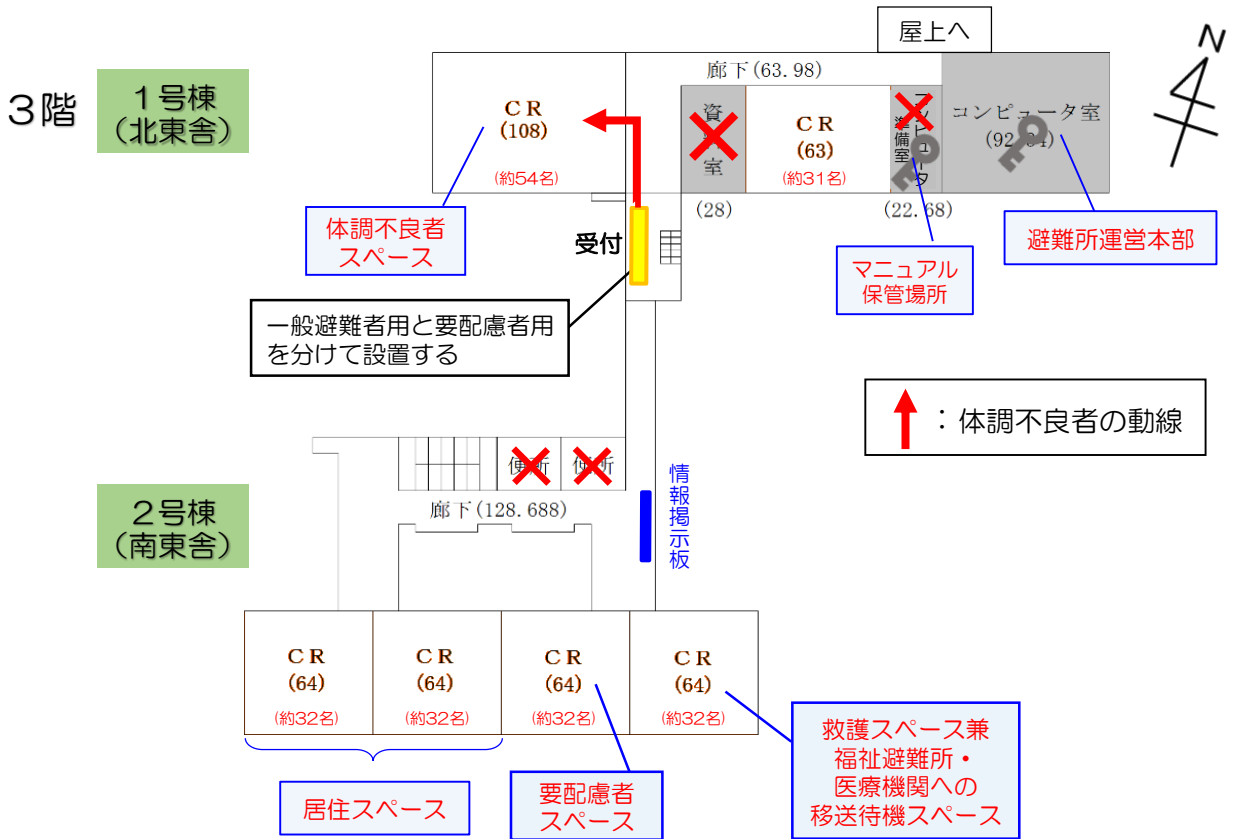 屋上へ
N
3階
1号棟
(北東舎)
廊下(63.98)
CR
(108)
(約54名)
資
室
CR
(63)
(約31名)
準備室
コンピュータ室
(28)
(22.68)
体調不良者
スペース
受付
マニュアル
保管場所
避難所運営本部
一般避難者用と要配慮者用
を分けて設置する
:体調不良者の動線
便所
便所
情報掲示板
2号棟
(南東舎)
廊下(128.688)
CR
(64)
(約32名)
CR
(64)
(約32名)
CR
(64)
(約32名)
CR
(64)
(約32名)
居住スペース
要配慮者
スペース
救護スペース兼
福祉避難所・
医療機関への
移送待機スペース